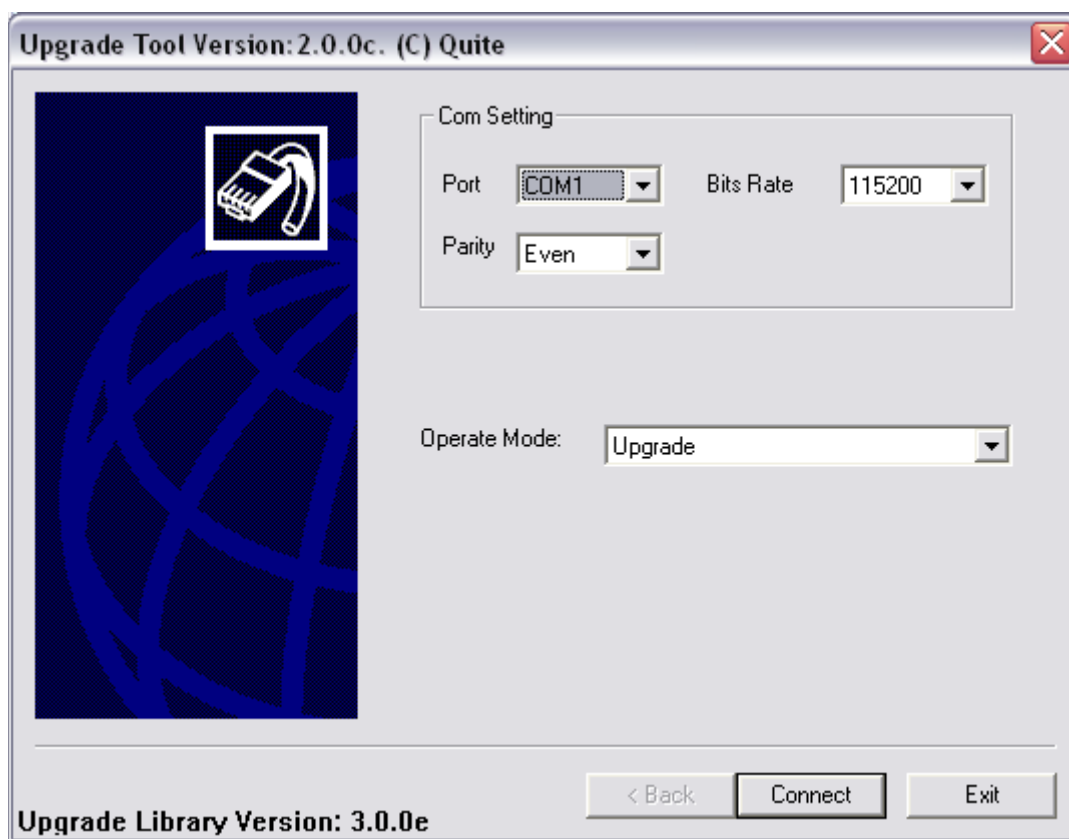 Upgrade Tool Version:2.0.0c. (C) Quite
Com Setting
Port COM1 Bits Rate 115200
Parity Even
Operate Mode: Upgrade
< Back Connect Exit
Upgrade Library Version: 3.0.0e